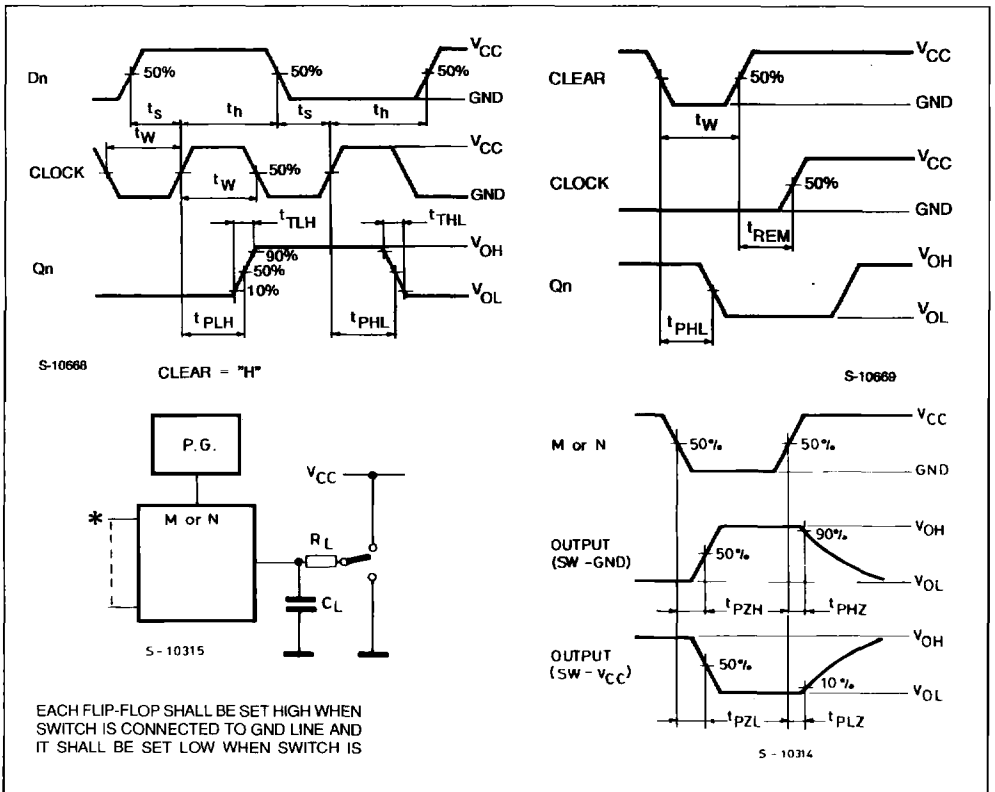 Dn
50%
50%
50%
VCC
GND
ts
th
ts
th
tW
CLOCK
50%
VCC
GND
tW
tTLH
tTHL
Qn
90%
50%
10%
VOH
VOL
tPLH
tPHL
S-10668
CLEAR = "H"
CLEAR
50%
VCC
GND
tW
CLOCK
50%
VCC
GND
tREM
Qn
VOH
VOL
tPHL
S-10669
P.G.
M or N
*
VCC
RL
CL
S - 10315
EACH FLIP-FLOP SHALL BE SET HIGH WHEN
SWITCH IS CONNECTED TO GND LINE AND
IT SHALL BE SET LOW WHEN SWITCH IS
M or N
50%
50%
VCC
GND
OUTPUT
(SW - GND)
50%
90%
VOH
VOL
tPZH
tPHZ
OUTPUT
(SW - VCC)
50%
10%
VOH
VOL
tPZL
tPLZ
S - 10314